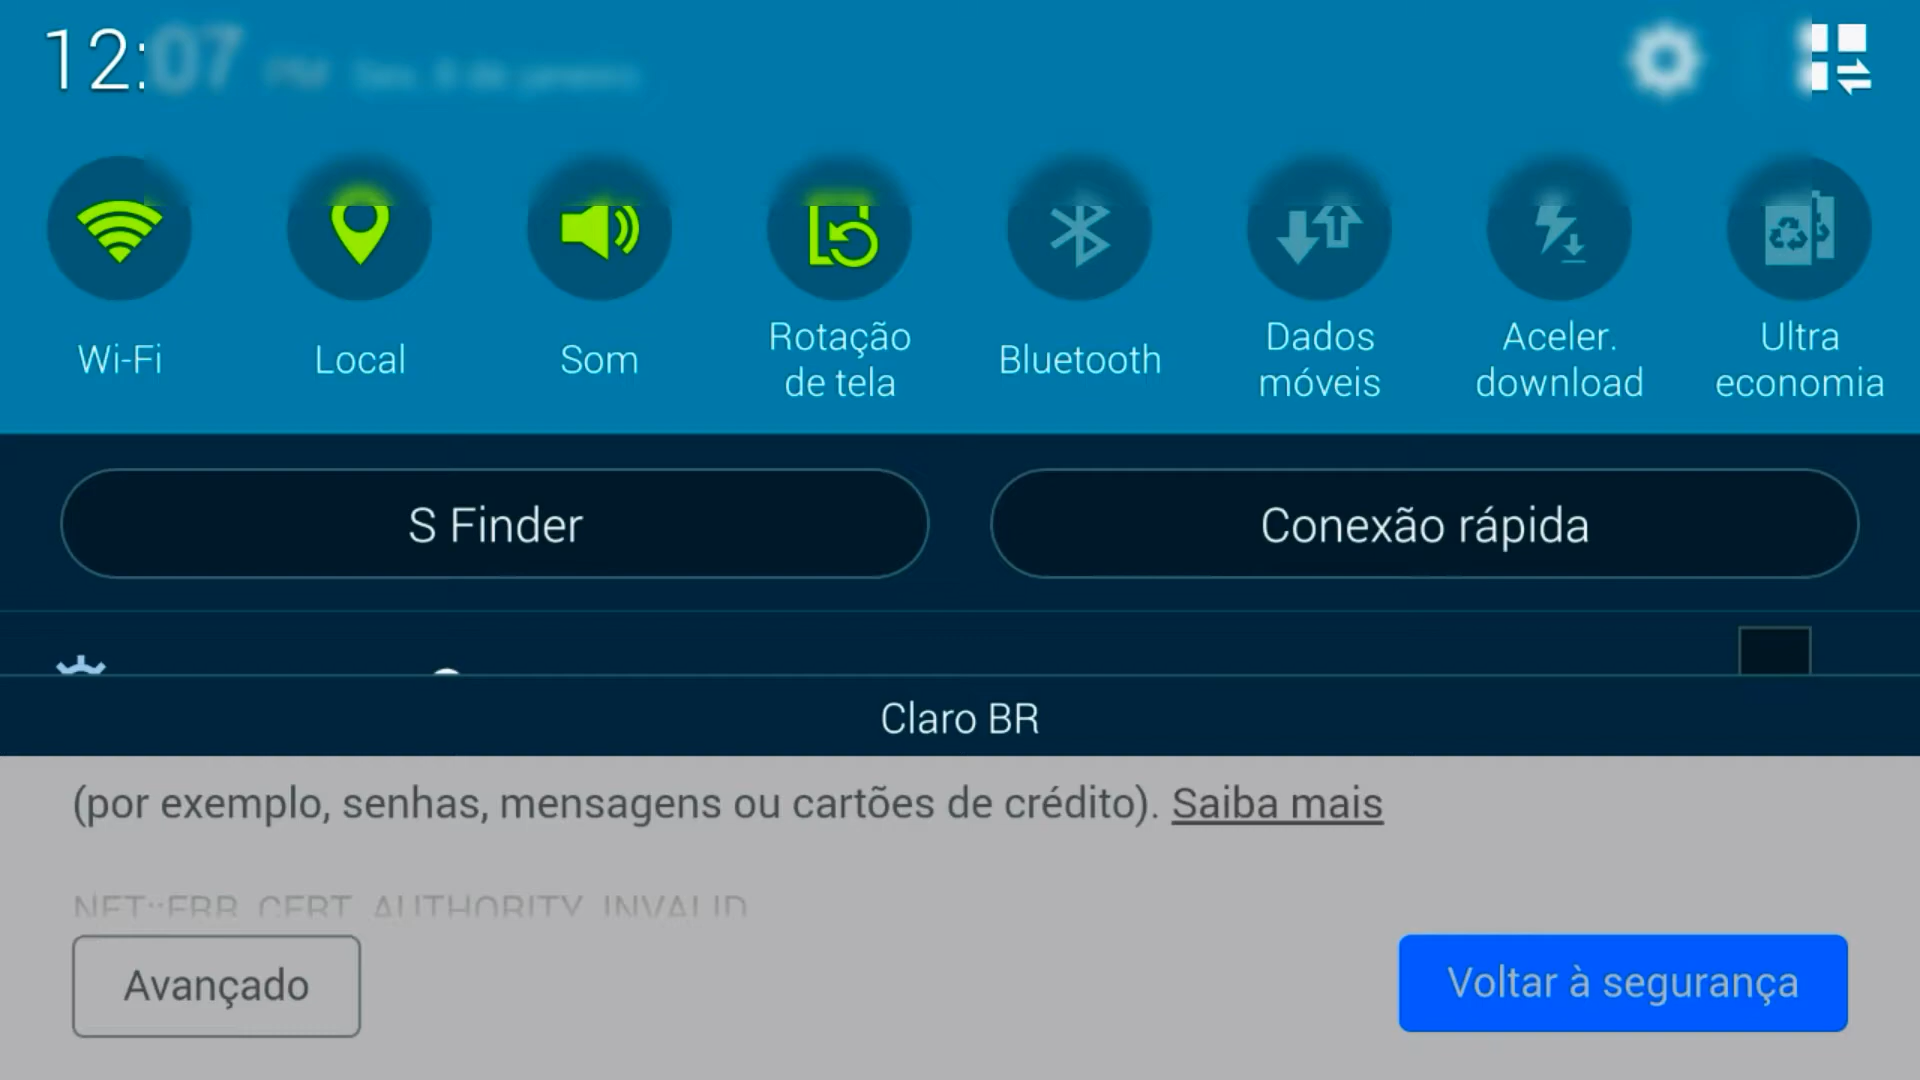 12:07
Wi-Fi
Local
Som
Rotação
de tela
Bluetooth
Dados
móveis
Aceler.
download
Ultra
economia
S Finder
Conexão rápida
Claro BR
(por exemplo, senhas, mensagens ou cartões de crédito). Saiba mais
NET::ERR_CERT_AUTHORITY_INVALID
Avançado
Voltar à segurança